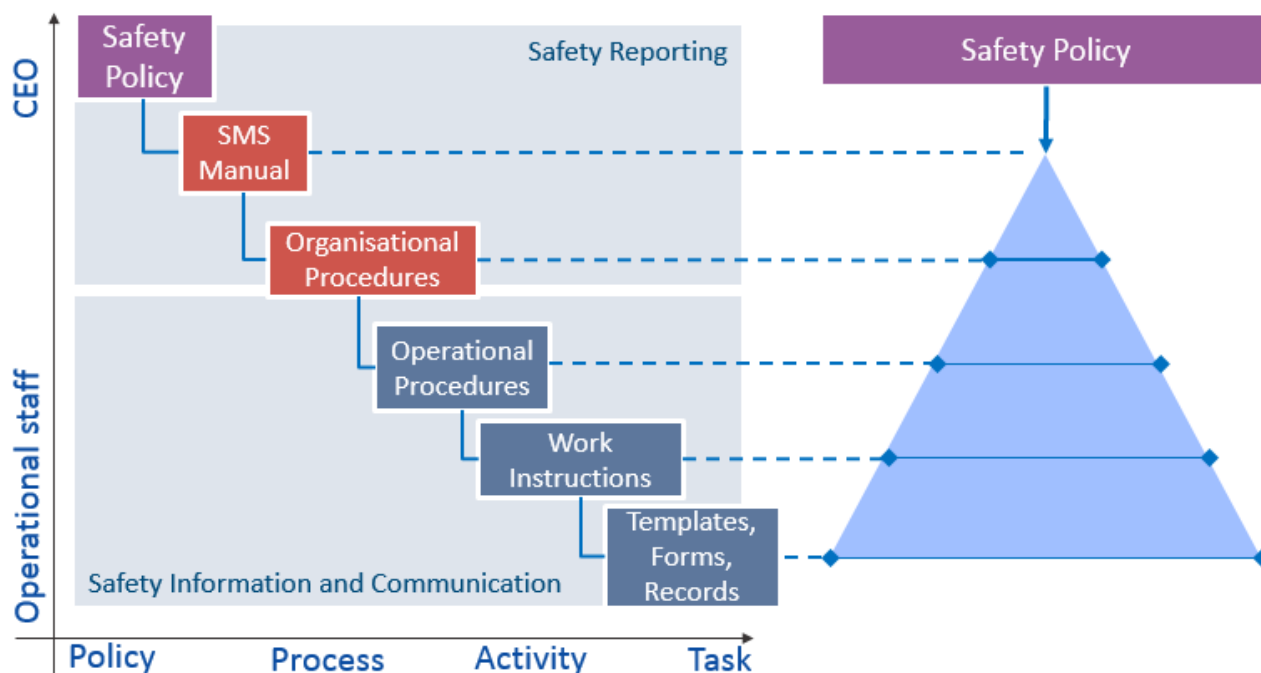 Safety
Policy
Safety Reporting
Safety Policy
CEO
SMS
Manual
Organisational
Procedures
Operational
Procedures
Work
Instructions
Templates,
Forms,
Records
Operational staff
Safety Information and Communication
Policy
Process
Activity
Task